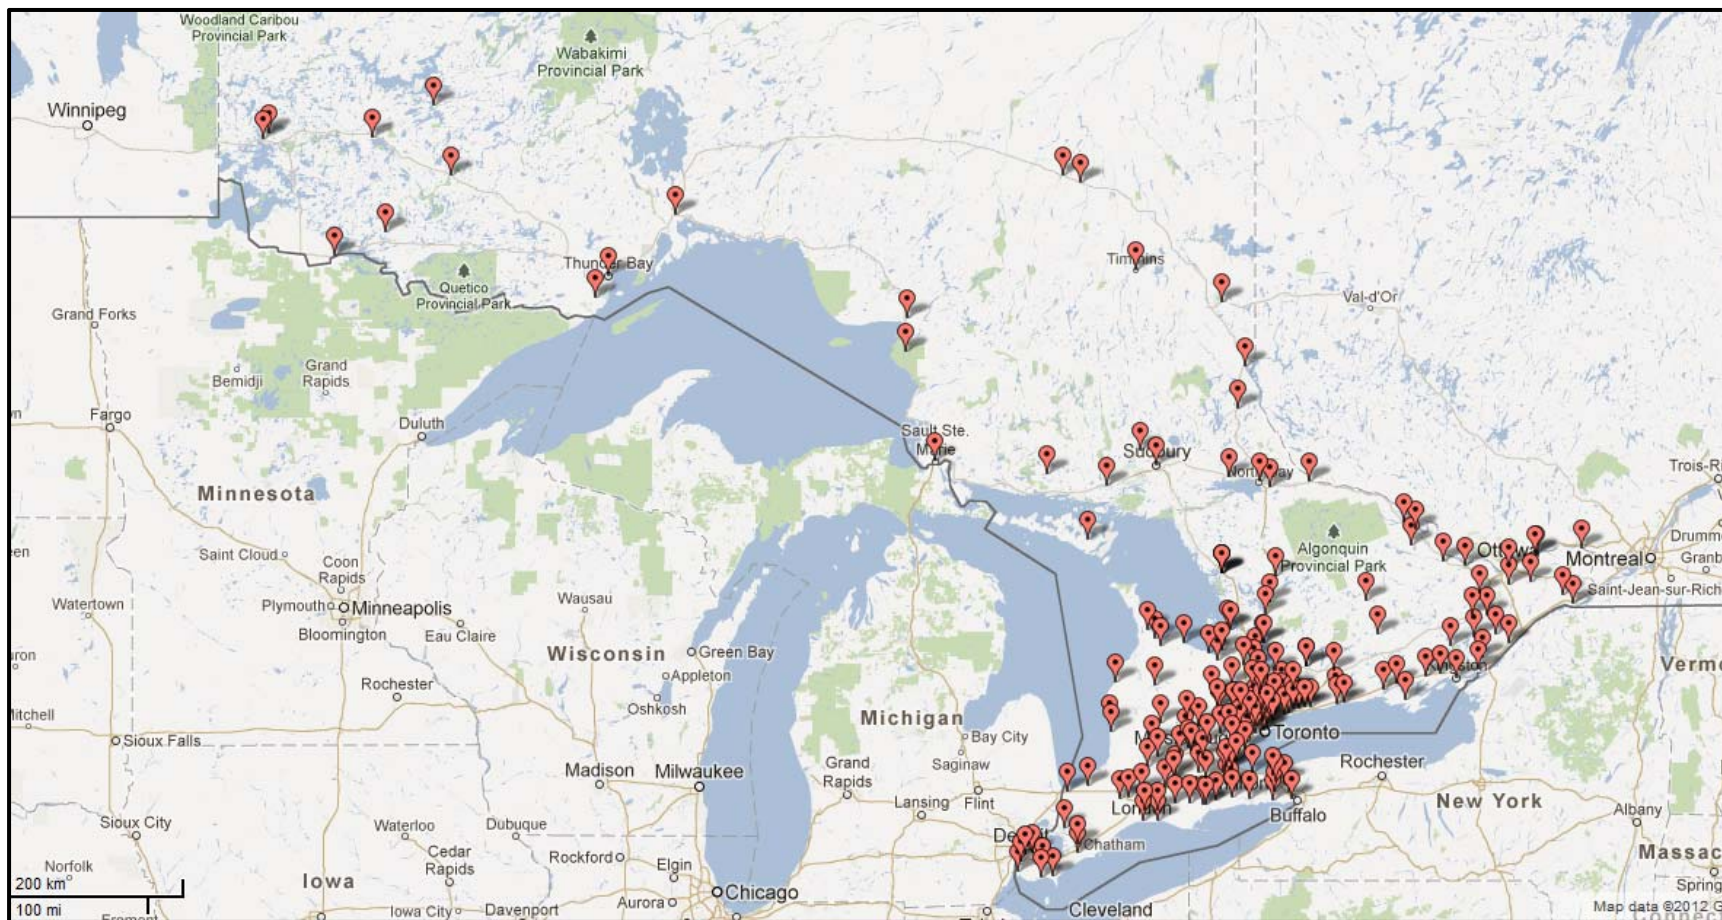 Woodland Caribou
Provincial Park
Wabakimi
Provincial Park
Winnipeg
Thunder Bay
Quetico
Provincial Park
Timmins
Val-d'Or
Grand Forks
Bemidji
Grand
Rapids
Fargo
Duluth
Sault Ste.
Marie
Sudbury
North Bay
Trois-Ri
Minnesota
Algonquin
Provincial Park
Ottawa
Montreal
Drumm
Granb
Saint-Jean-sur-Rich
Saint Cloud
Coon
Rapids
Watertown
Plymouth
Minneapolis
Bloomington
Wausau
Eau Claire
Wisconsin
Green Bay
Appleton
Oshkosh
Kingston
Vermo
Rochester
Mitchell
Sioux Falls
Michigan
Bay City
Saginaw
Toronto
Madison
Milwaukee
Grand
Rapids
Lansing
Flint
London
Rochester
New York
Buffalo
Albany
Sioux City
Waterloo
Dubuque
Detroit
Chatham
Massac
Norfolk
Cedar
Rapids
Rockford
Elgin
Spring
Iowa
Chicago
Aurora
Iowa City
Davenport
Cleveland
200 km
100 mi
Map data ©2012 G